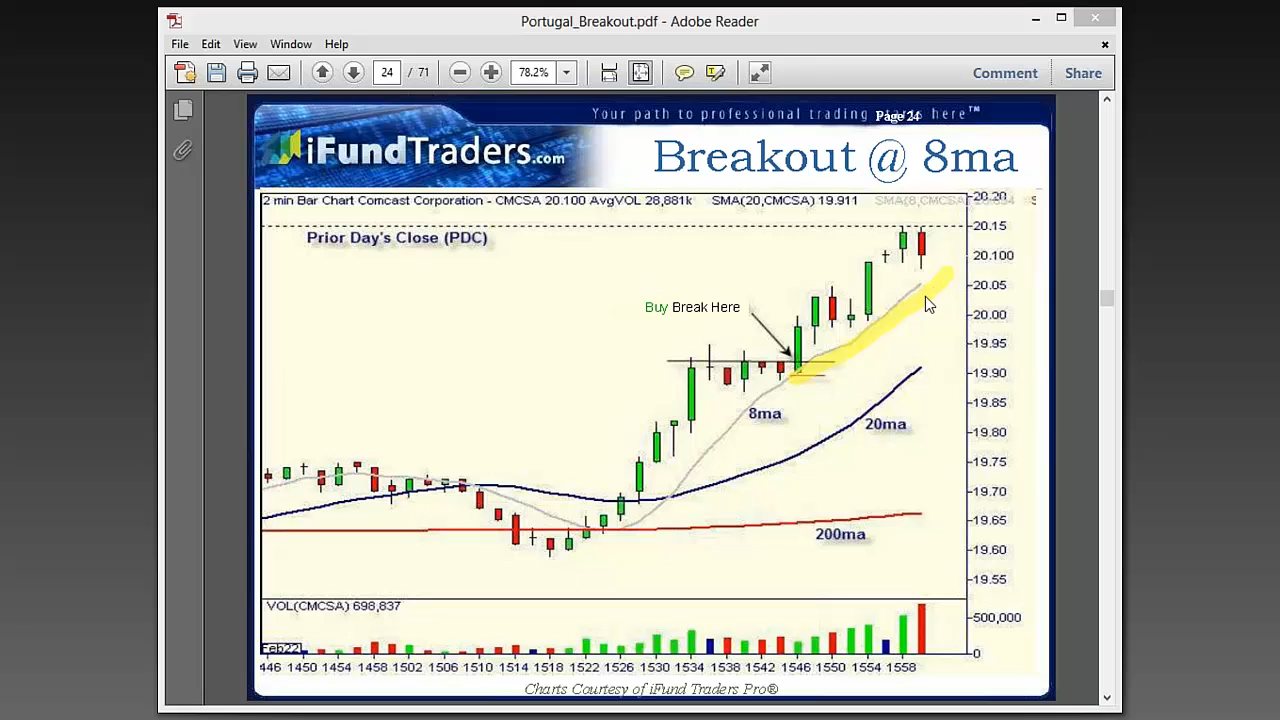 Portugal_Breakout.pdf - Adobe Reader
File Edit View Window Help
24 / 71 78.2% Comment Share
Your path to professional trading starts here™
Page 24
iFundTraders.com
Breakout @ 8ma
2 min Bar Chart Comcast Corporation - CMCSA 20.100 AvgVOL 28,881k SMA(20,CMCSA) 19.911
20.20
Prior Day's Close (PDC)
20.15
20.100
20.05
Buy Break Here
20.00
19.95
19.90
8ma
19.85
20ma
19.80
19.75
19.70
19.65
200ma
19.60
19.55
VOL(CMCSA) 698,837
500,000
Feb22
0
446 1450 1454 1458 1502 1506 1510 1514 1518 1522 1526 1530 1534 1538 1542 1546 1550 1554 1558
Charts Courtesy of iFund Traders Pro®